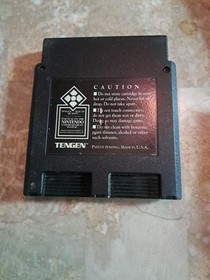 CAUTION
■ Do not store cartridge in very
hot or cold places. Never hit or
drop. Do not take apart.
■ Do not touch connectors,
do not get them wet or dirty.
Doing so may damage game.
■ Do not clean with benzene,
paint thinner, alcohol or other
such solvents.
NINTENDO
TENGEN
PATENT PENDING. MADE IN U.S.A.